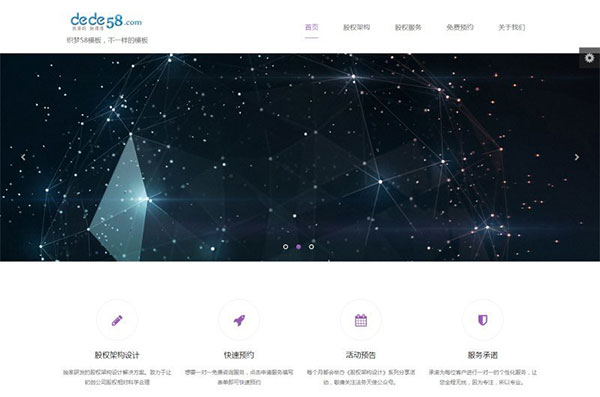 dede58.com
织梦58模板，不一样的模板
首页 股权架构 股权服务 免费预约 关于我们
股权架构设计 快速预约 活动预告 服务承诺
独家研发的股权架构设计解决方案。致力于让
初创公司股权相对科学合理
想要一对一免费咨询服务，点击申请服务填写
表单即可快速预约
每个月都会举办《股权架构设计》系列分享活
动，敬请关注法务天使公众号。
承诺为每位客户进行一对一的个性化服务，让
您全程无忧，因为专注，所以专业。